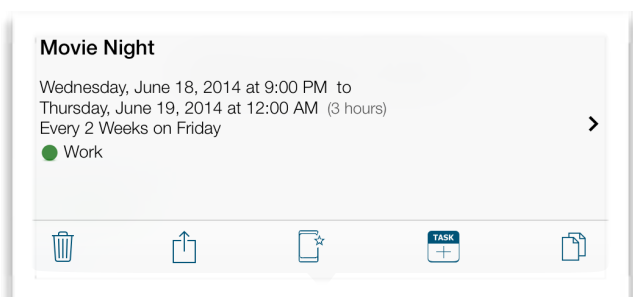 Movie Night
Wednesday, June 18, 2014 at 9:00 PM to
Thursday, June 19, 2014 at 12:00 AM (3 hours)
Every 2 Weeks on Friday
Work
TASK